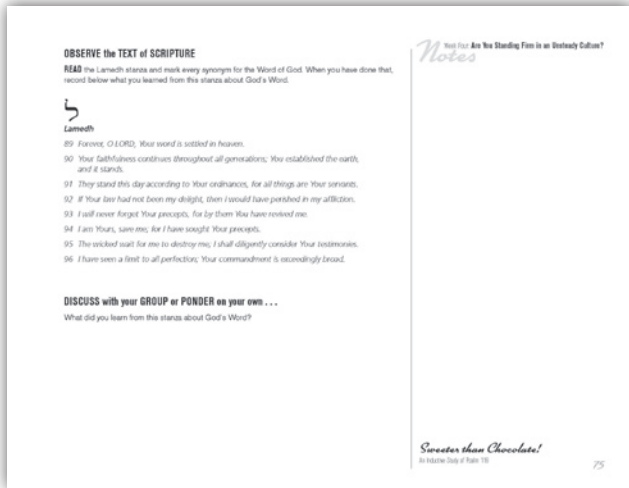 OBSERVE the TEXT of SCRIPTURE
READ the Lamedh stanza and mark every synonym for the Word of God. When you have done that,
record below what you learned from this stanza about God's Word.
ל
Lamedh
89 Forever, O LORD, Your word is settled in heaven.
90 Your faithfulness continues throughout all generations; You established the earth,
and it stands.
91 They stand this day according to Your ordinances, for all things are Your servants.
92 If Your law had not been my delight, then I would have perished in my affliction.
93 I will never forget Your precepts, for by them You have revived me.
94 I am Yours, save me; for I have sought Your precepts.
95 The wicked wait for me to destroy me; I shall diligently consider Your testimonies.
96 I have seen a limit to all perfection; Your commandment is exceedingly broad.
DISCUSS with your GROUP or PONDER on your own . . .
What did you learn from this stanza about God's Word?
Week Four Are You Standing Firm in an Unsteady Culture?
Notes
Sweeter than Chocolate!
An Inductive Study of Psalm 119
75